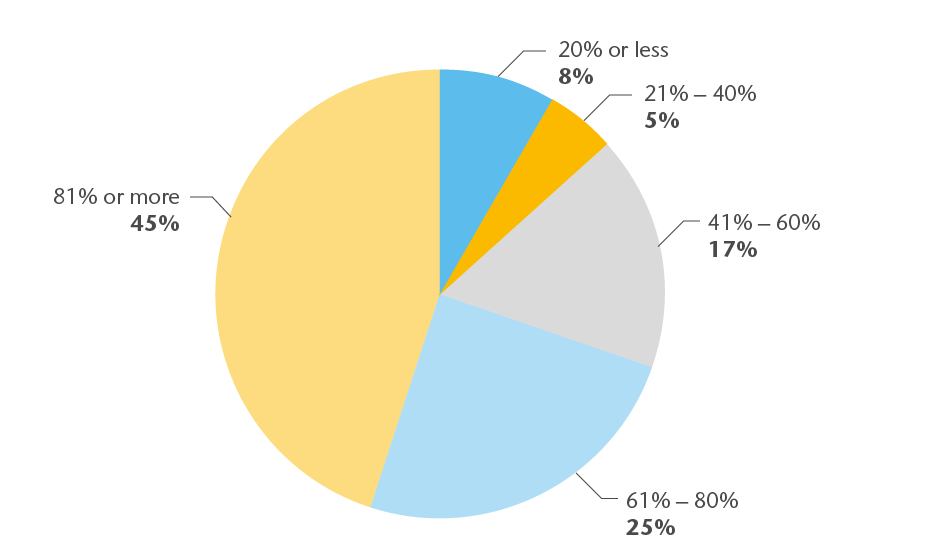 20% or less
8%
21% – 40%
5%
81% or more
45%
41% – 60%
17%
61% – 80%
25%